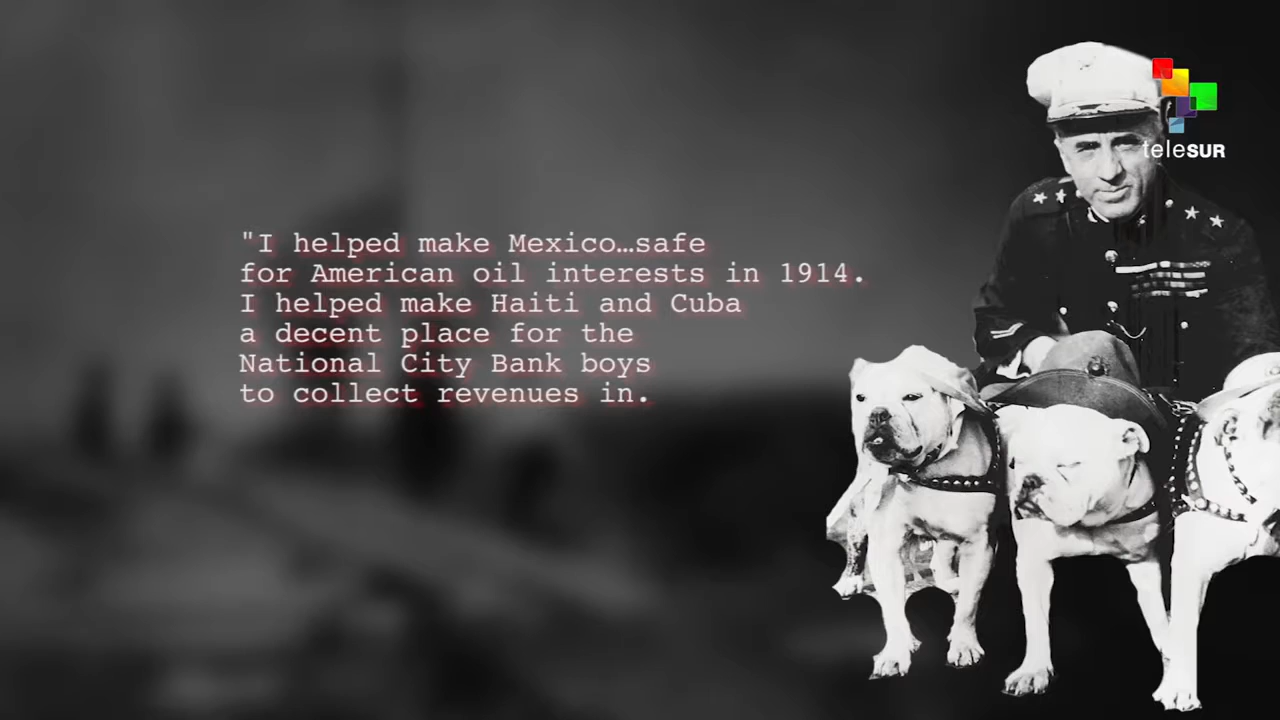 "I helped make Mexico…safe
for American oil interests in 1914.
I helped make Haiti and Cuba
a decent place for the
National City Bank boys
to collect revenues in.
teleSUR